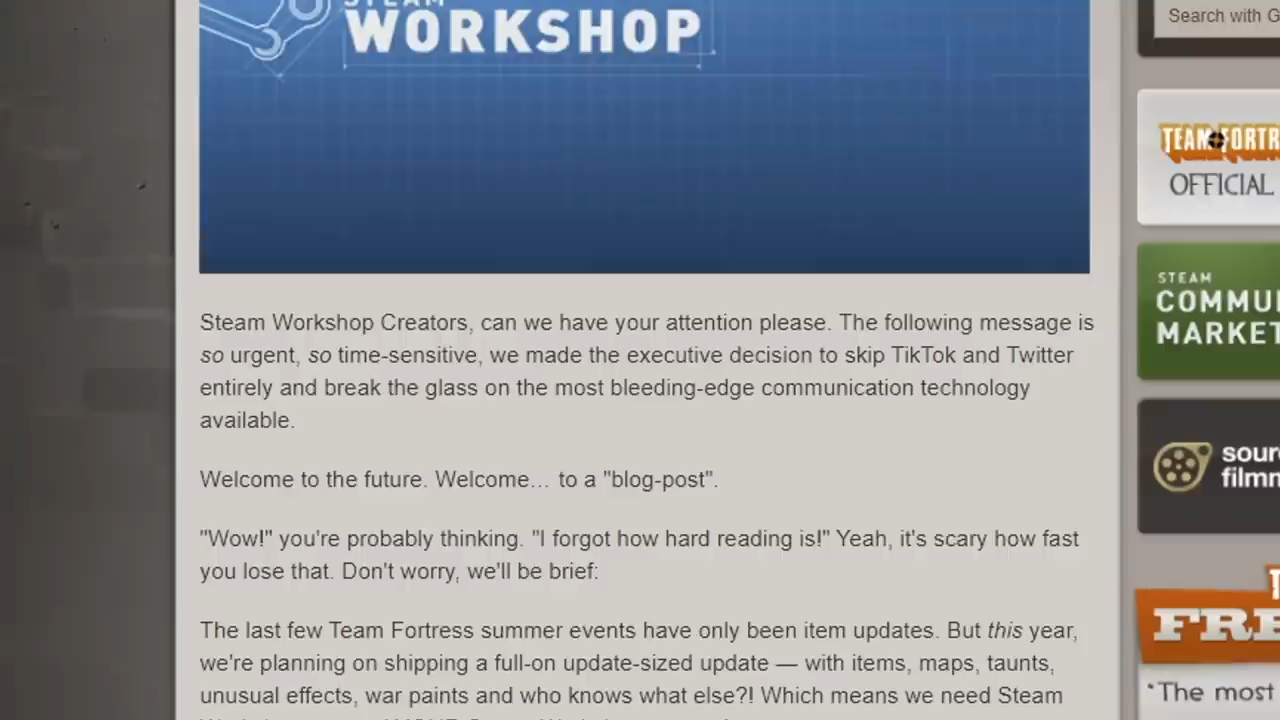 WORKSHOP
Search with G
TEAM FORTR
OFFICIAL
STEAM
COMMU
MARKET
sour
filmn
FRE
"The most
Steam Workshop Creators, can we have your attention please. The following message is
so urgent, so time-sensitive, we made the executive decision to skip TikTok and Twitter
entirely and break the glass on the most bleeding-edge communication technology
available.
Welcome to the future. Welcome… to a "blog-post".
"Wow!" you're probably thinking. "I forgot how hard reading is!" Yeah, it's scary how fast
you lose that. Don't worry, we'll be brief:
The last few Team Fortress summer events have only been item updates. But this year,
we're planning on shipping a full-on update-sized update — with items, maps, taunts,
unusual effects, war paints and who knows what else?! Which means we need Steam